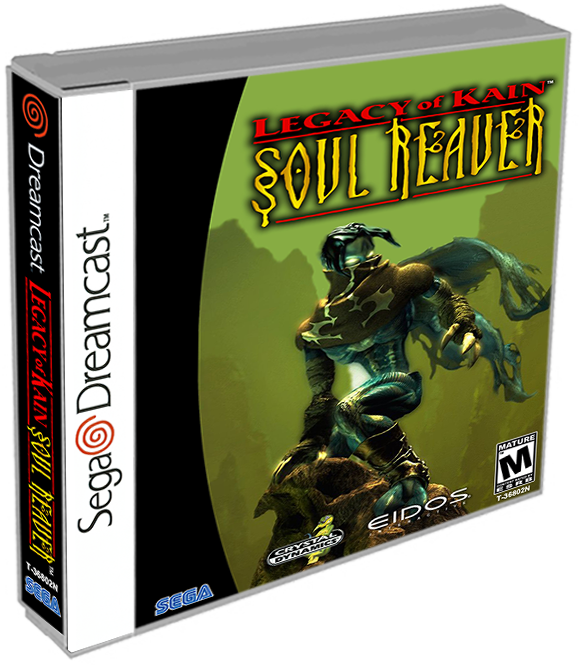 Dreamcast
LEGACY of KAIN
SOUL REAVER
T-36802N
SEGA
Sega Dreamcast™
LEGACY of KAIN™
SOUL REAVER
MATURE
M
ESRB
T-36802N
EIDOS
CRYSTAL
DYNAMICS
SEGA